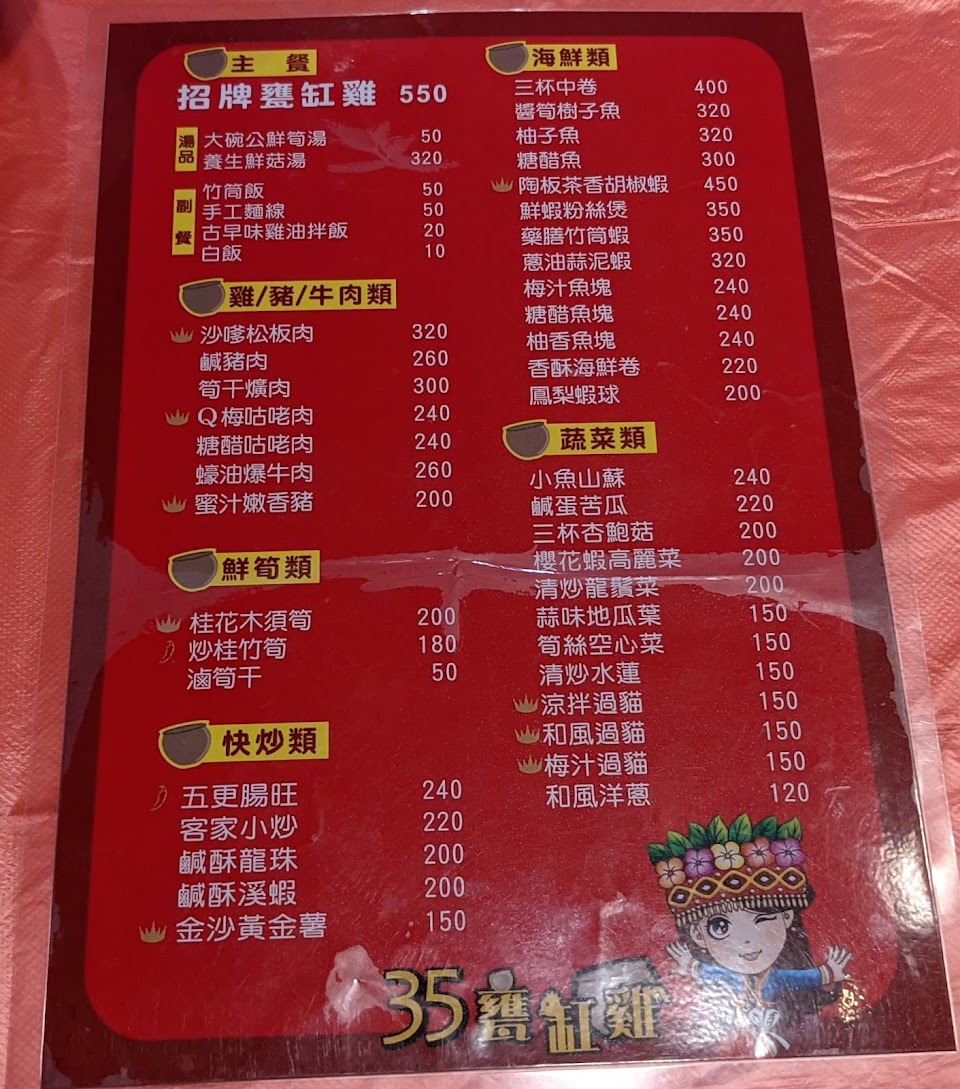 主 餐
招牌甕缸雞 550
湯品
大碗公鮮筍湯 50
養生鮮菇湯 320
副餐
竹筒飯 50
手工麵線 50
古早味雞油拌飯 20
白飯 10
雞/豬/牛肉類
沙嗲松板肉 320
鹹豬肉 260
筍干爌肉 300
Q梅咕咾肉 240
糖醋咕咾肉 240
蠔油爆牛肉 260
蜜汁嫩香豬 200
鮮筍類
桂花木須筍 200
炒桂竹筍 180
滷筍干 50
快炒類
五更腸旺 240
客家小炒 220
鹹酥龍珠 200
鹹酥溪蝦 200
金沙黃金薯 150
海鮮類
三杯中卷 400
醬筍樹子魚 320
柚子魚 320
糖醋魚 300
陶板茶香胡椒蝦 450
鮮蝦粉絲煲 350
藥膳竹筒蝦 350
蔥油蒜泥蝦 320
梅汁魚塊 240
糖醋魚塊 240
柚香魚塊 240
香酥海鮮卷 220
鳳梨蝦球 200
蔬菜類
小魚山蘇 240
鹹蛋苦瓜 220
三杯杏鮑菇 200
櫻花蝦高麗菜 200
清炒龍鬚菜 200
蒜味地瓜葉 150
筍絲空心菜 150
清炒水蓮 150
涼拌過貓 150
和風過貓 150
梅汁過貓 150
和風洋蔥 120
35甕缸雞